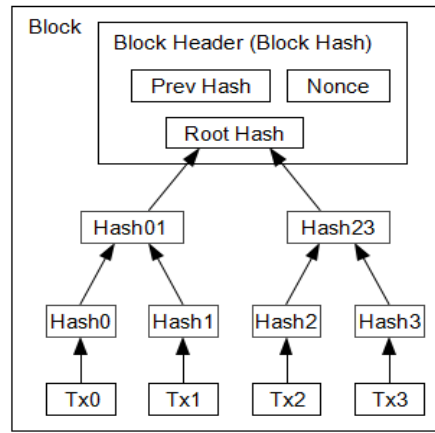 Block
Block Header (Block Hash)
Prev Hash
Nonce
Root Hash
Hash01
Hash23
Hash0
Hash1
Hash2
Hash3
Tx0
Tx1
Tx2
Tx3